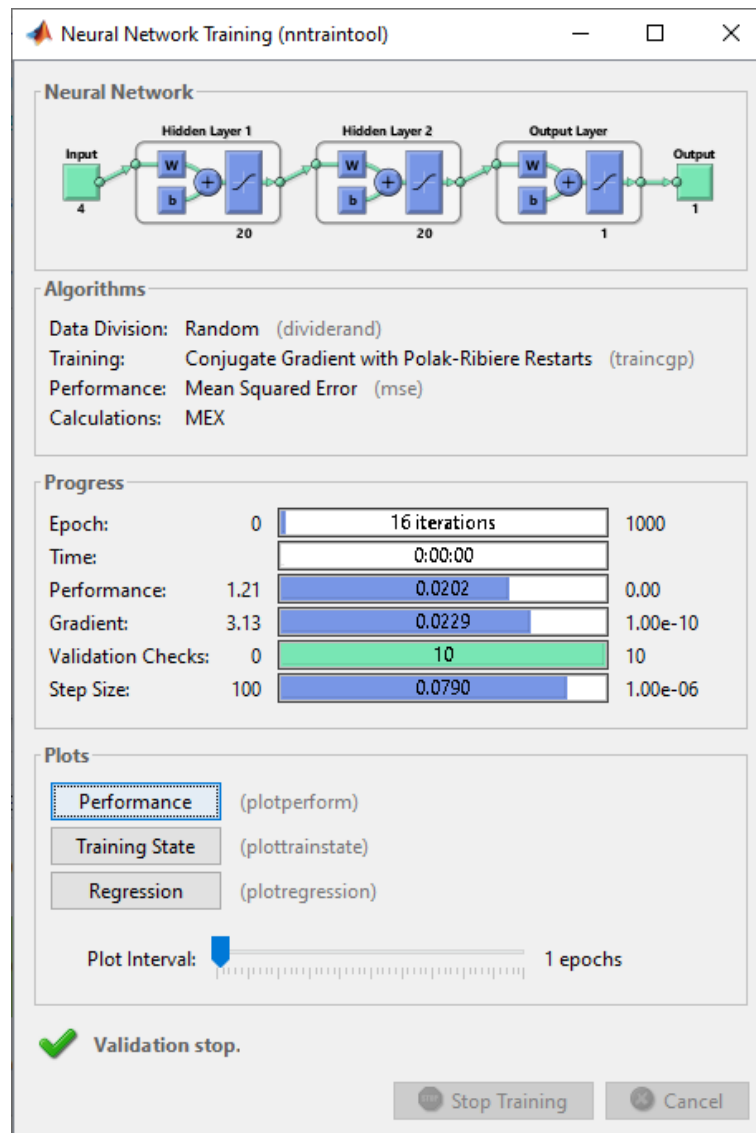 Neural Network Training (nntraintool)
Neural Network
Hidden Layer 1 Hidden Layer 2 Output Layer
Input Output
W W W
b b b
4 1
20 20 1
Algorithms
Data Division: Random (dividerand)
Training: Conjugate Gradient with Polak-Ribiere Restarts (traincgp)
Performance: Mean Squared Error (mse)
Calculations: MEX
Progress
Epoch: 0 16 iterations 1000
Time: 0:00:00
Performance: 1.21 0.0202 0.00
Gradient: 3.13 0.0229 1.00e-10
Validation Checks: 0 10 10
Step Size: 100 0.0790 1.00e-06
Plots
Performance (plotperform)
Training State (plottrainstate)
Regression (plotregression)
Plot Interval: 1 epochs
Validation stop.
STOP Stop Training Cancel